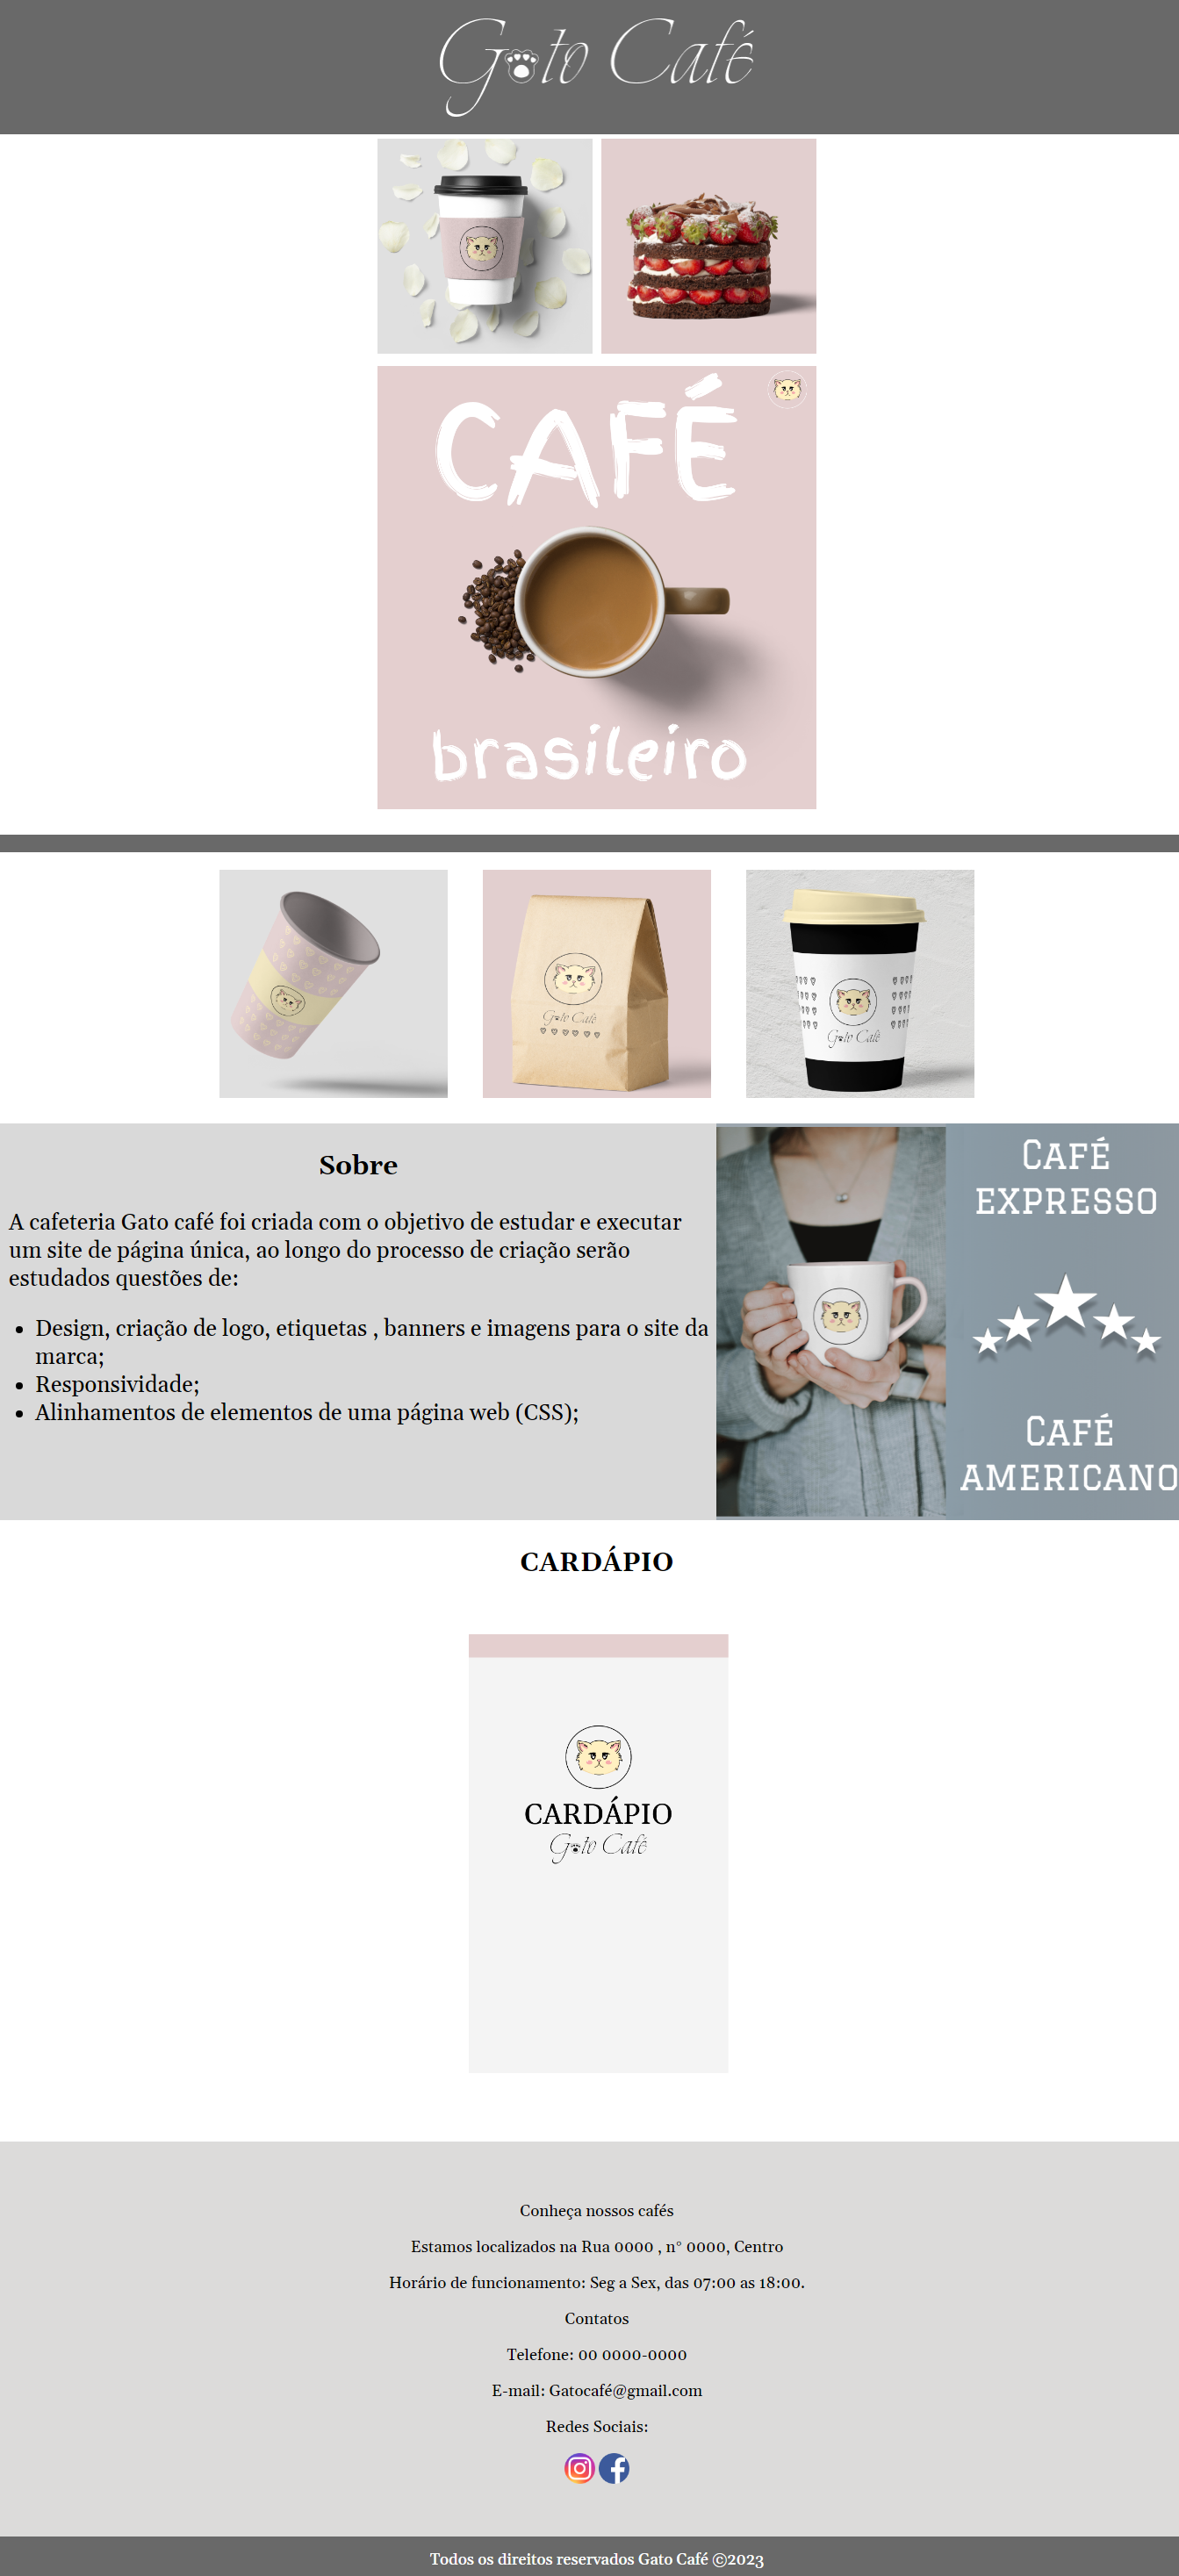 Gato Café
CAFÉ
brasileiro
Gato Café
Gato Café
Sobre
A cafeteria Gato café foi criada com o objetivo de estudar e executar
um site de página única, ao longo do processo de criação serão
estudados questões de:
• Design, criação de logo, etiquetas , banners e imagens para o site da
marca;
• Responsividade;
• Alinhamentos de elementos de uma página web (CSS);
CAFÉ
EXPRESSO
CAFÉ
AMERICANO
CARDÁPIO
CARDÁPIO
Gato Café
Conheça nossos cafés
Estamos localizados na Rua 0000 , n° 0000, Centro
Horário de funcionamento: Seg a Sex, das 07:00 as 18:00.
Contatos
Telefone: 00 0000-0000
E-mail: Gatocafé@gmail.com
Redes Sociais:
Todos os direitos reservados Gato Café ©2023